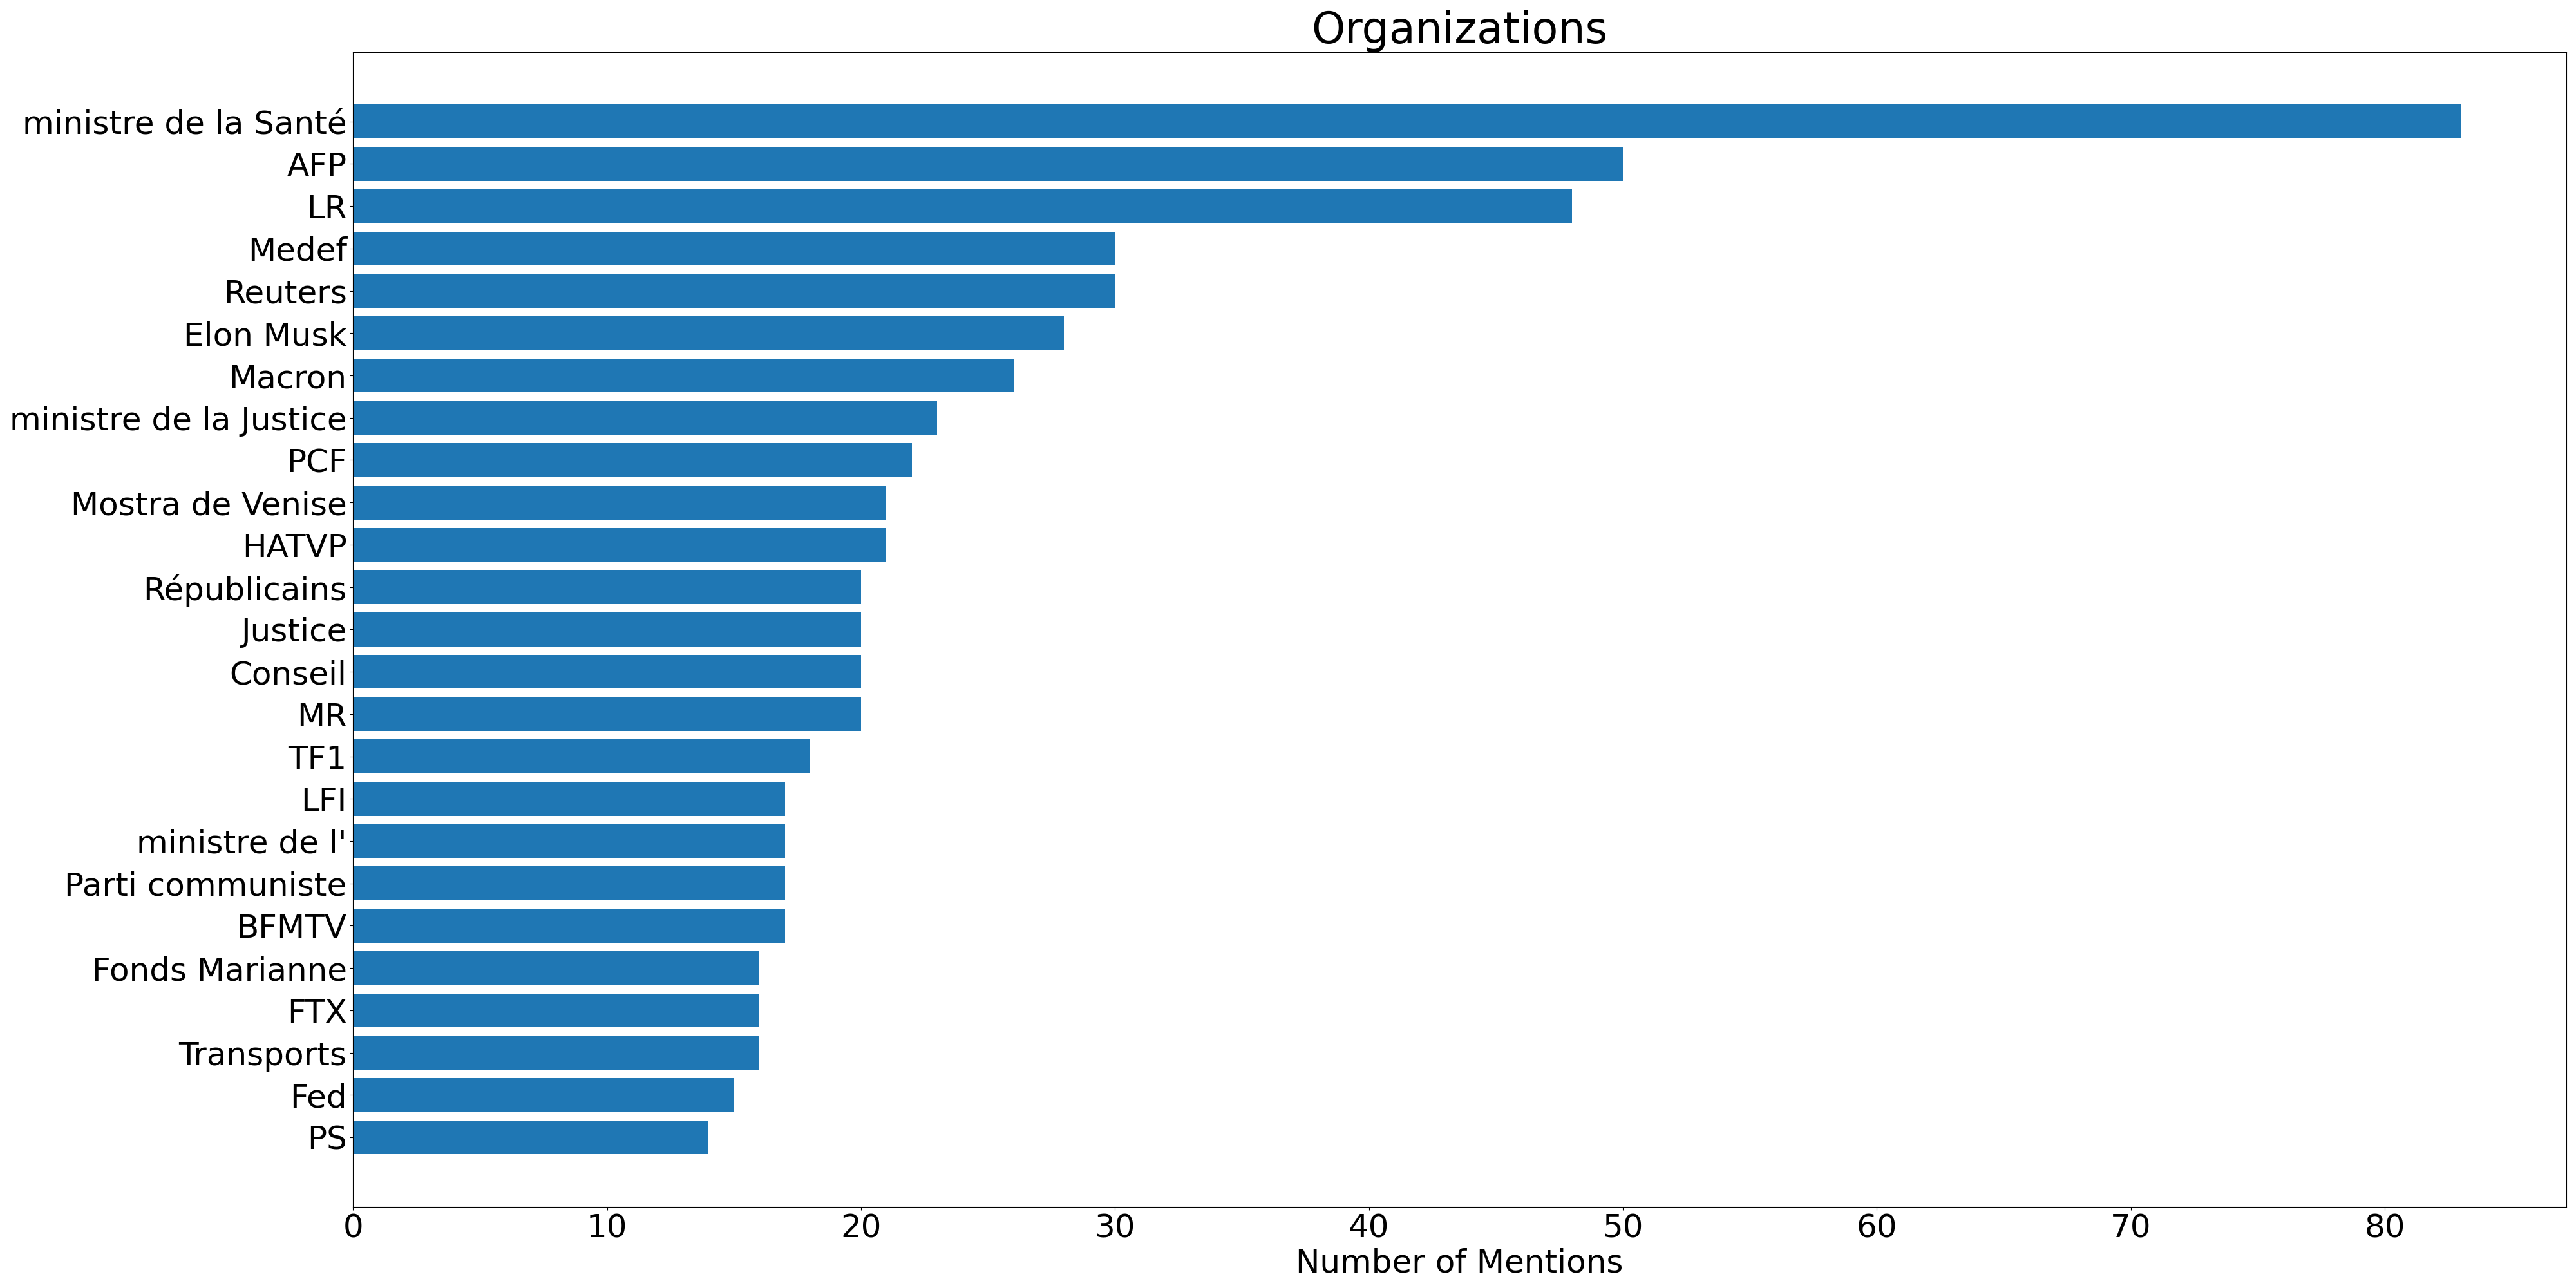 Organizations
ministre de la Santé
AFP
LR
Medef
Reuters
Elon Musk
Macron
ministre de la Justice
PCF
Mostra de Venise
HATVP
Républicains
Justice
Conseil
MR
TF1
LFI
ministre de l'
Parti communiste
BFMTV
Fonds Marianne
FTX
Transports
Fed
PS
0 10 20 30 40 50 60 70 80
Number of Mentions